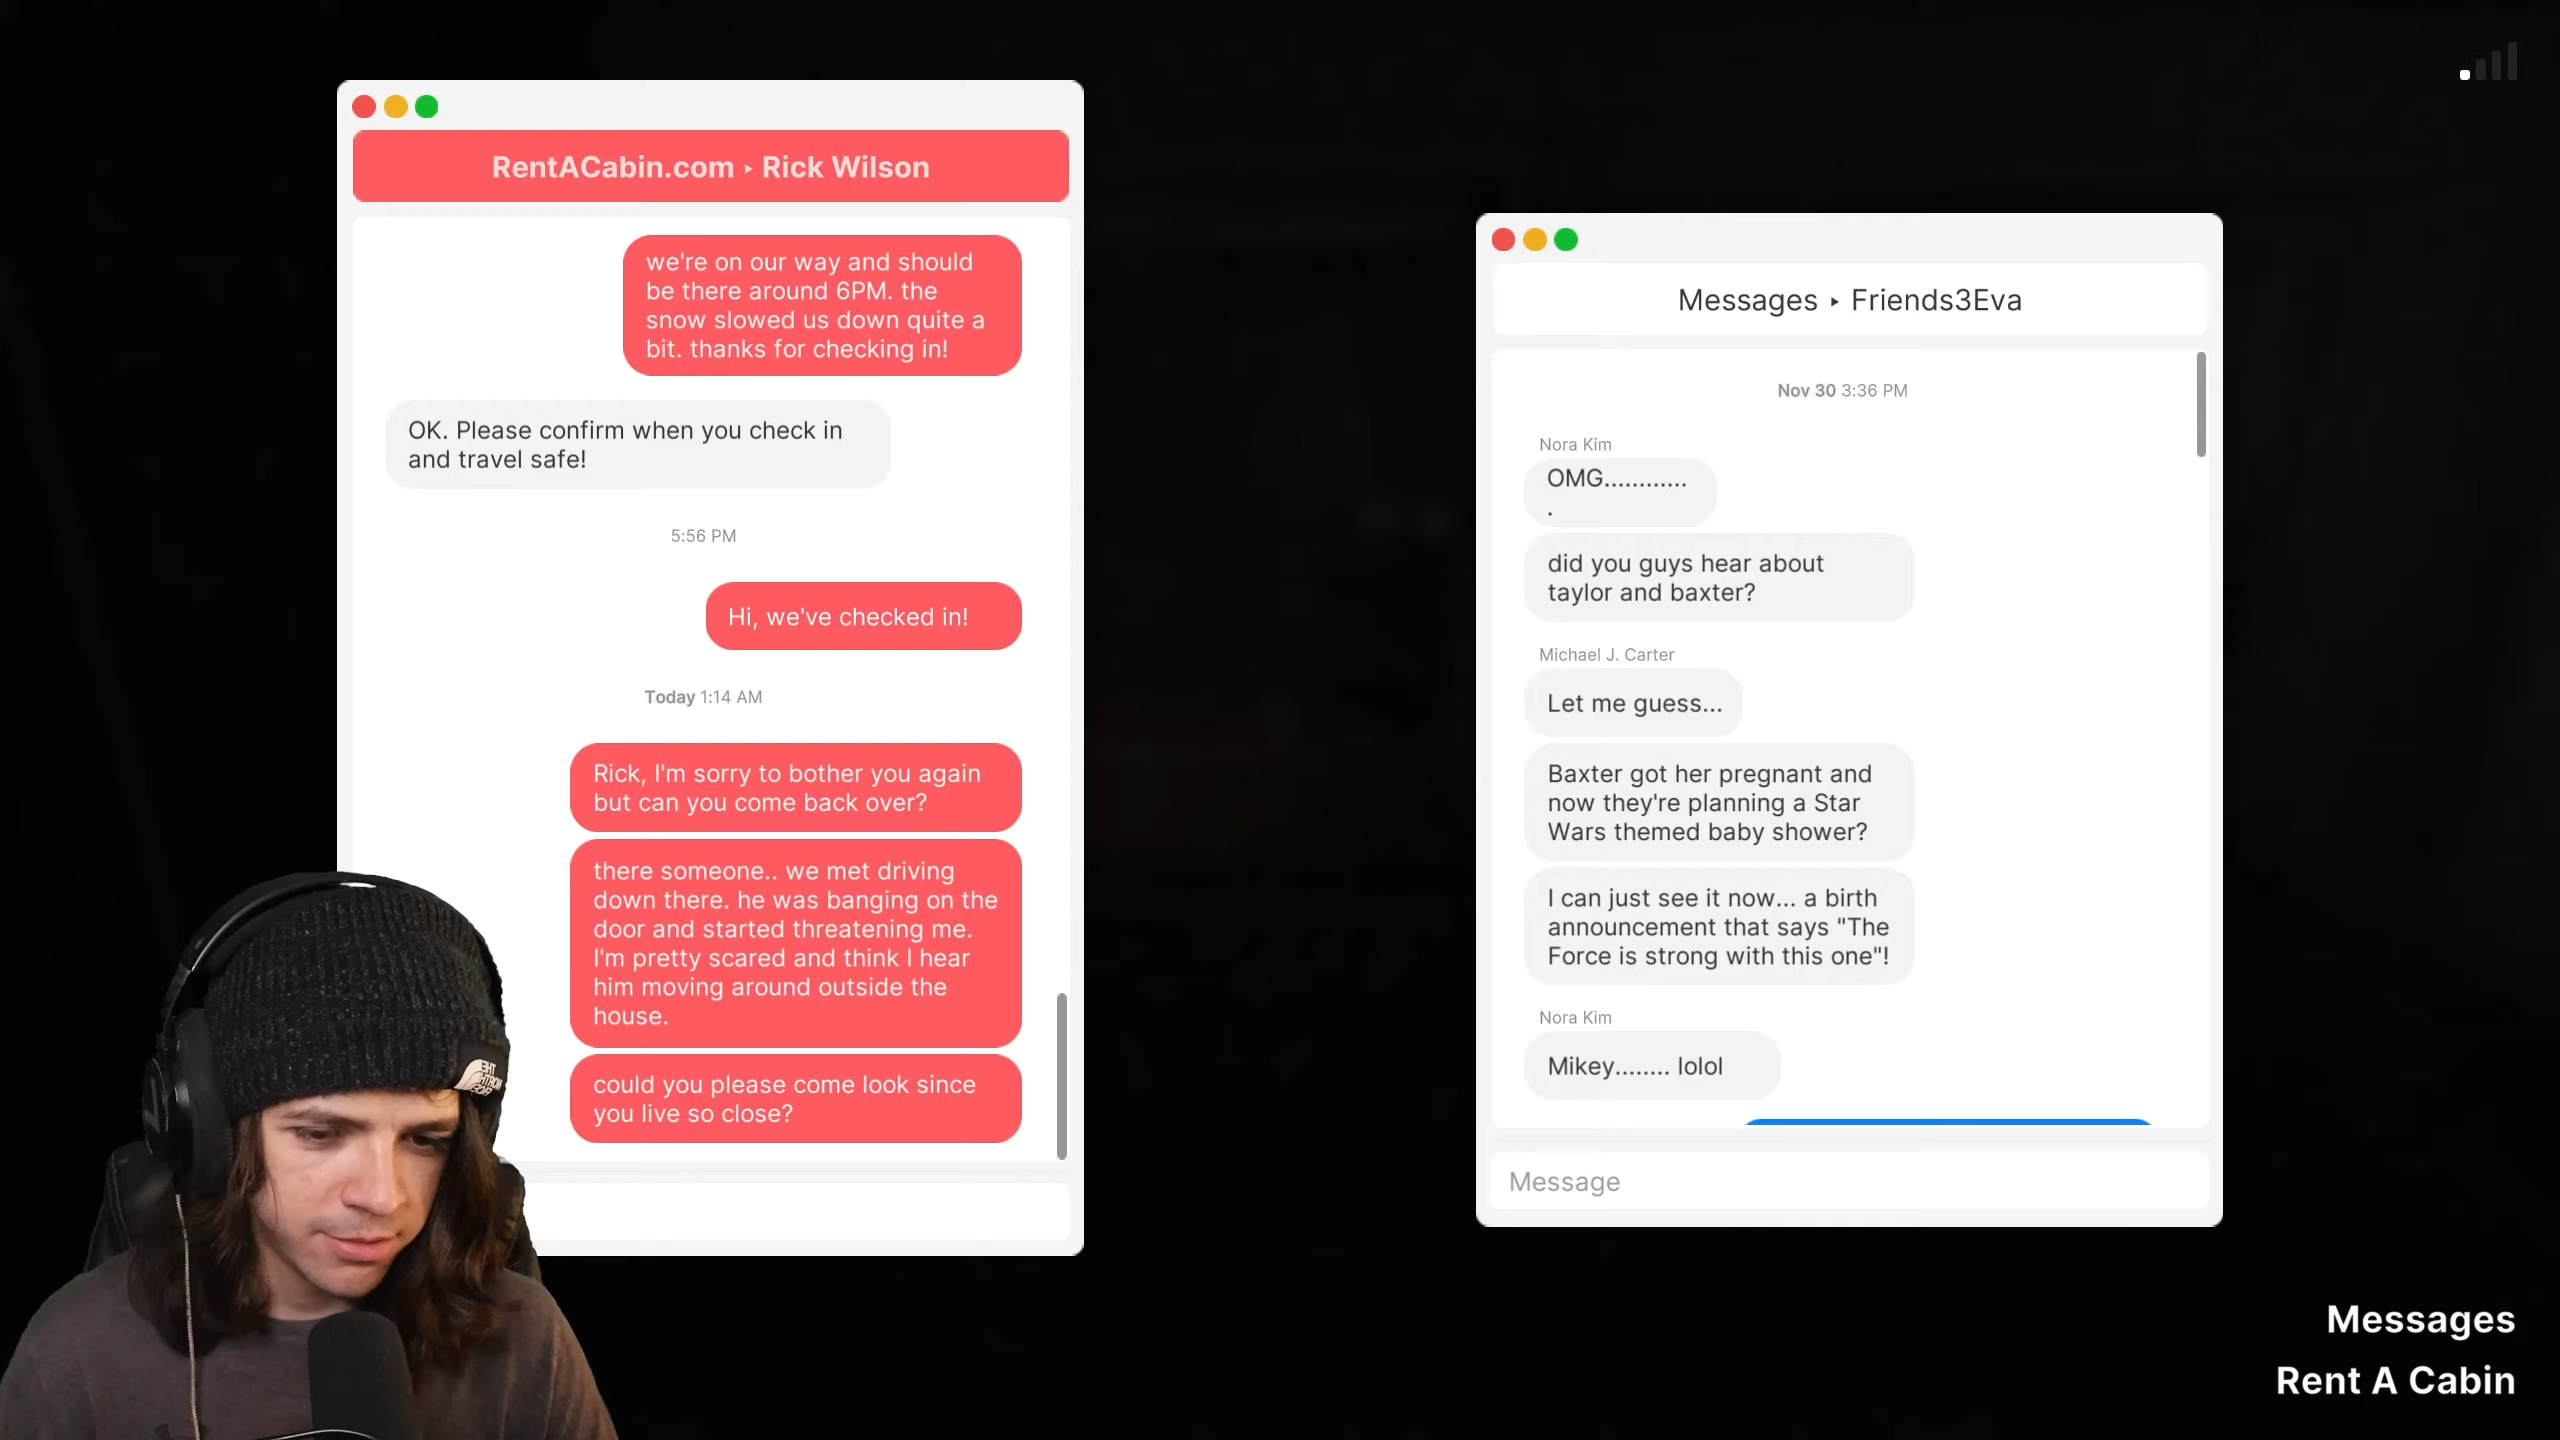 RentACabin.com ▸ Rick Wilson
we're on our way and should
be there around 6PM. the
snow slowed us down quite a
bit. thanks for checking in!
OK. Please confirm when you check in
and travel safe!
5:56 PM
Hi, we've checked in!
Today 1:14 AM
Rick, I'm sorry to bother you again
but can you come back over?
there someone.. we met driving
down there. he was banging on the
door and started threatening me.
I'm pretty scared and think I hear
him moving around outside the
house.
could you please come look since
you live so close?
THE
NORTH
FACE
Messages ▸ Friends3Eva
Nov 30 3:36 PM
Nora Kim
OMG............
.
did you guys hear about
taylor and baxter?
Michael J. Carter
Let me guess...
Baxter got her pregnant and
now they're planning a Star
Wars themed baby shower?
I can just see it now... a birth
announcement that says "The
Force is strong with this one"!
Nora Kim
Mikey........ lolol
Message
Messages
Rent A Cabin